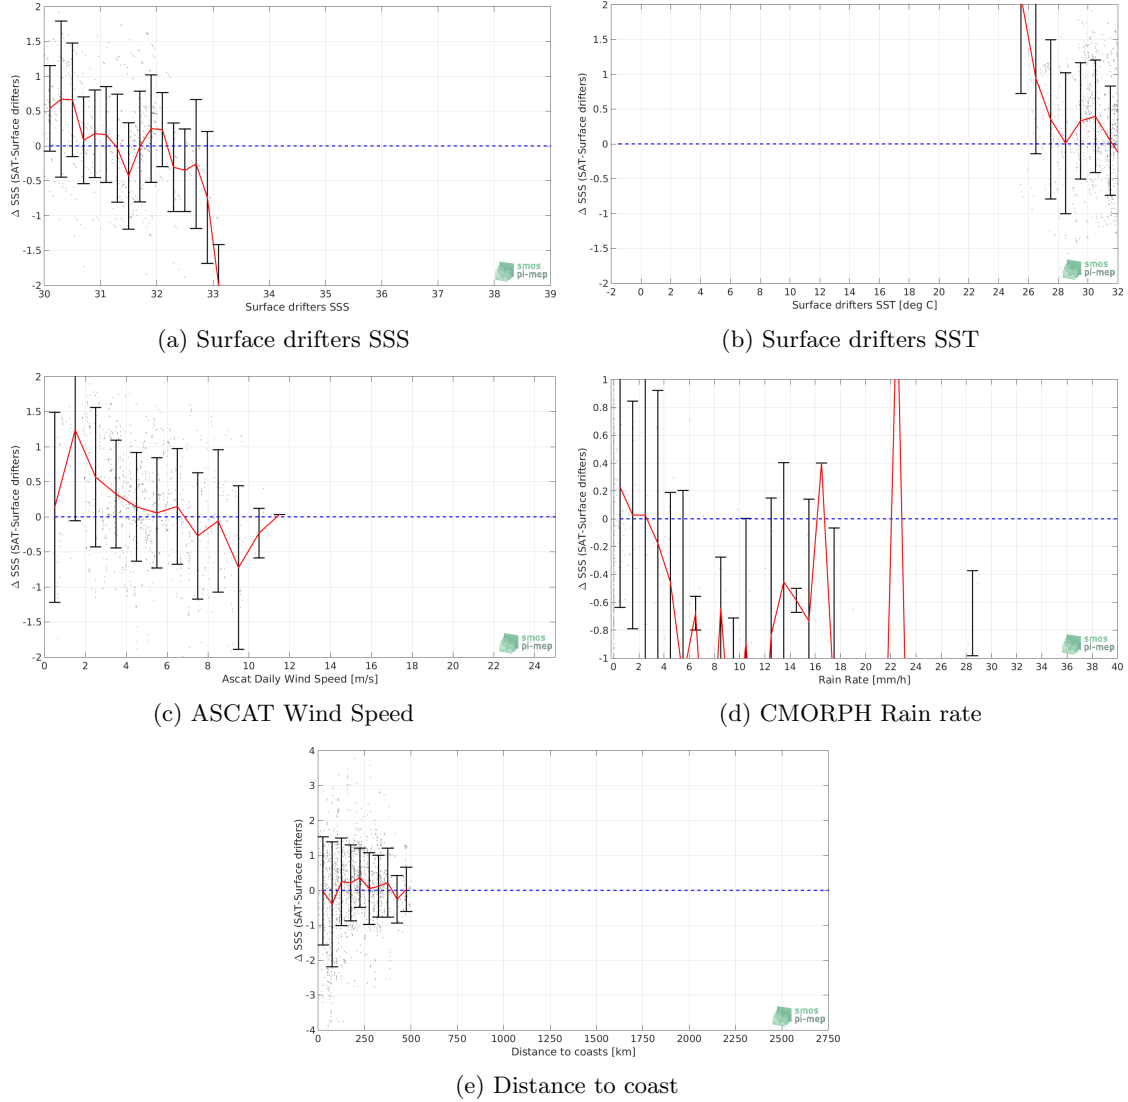 2
1.5
1
0.5
0
-0.5
-1
-1.5
-2
Δ SSS (SAT-Surface drifters)
30 31 32 33 34 35 36 37 38 39
Surface drifters SSS
smos
pi-mep
(a) Surface drifters SSS
2
1.5
1
0.5
0
-0.5
-1
-1.5
-2
Δ SSS (SAT-Surface drifters)
-2 0 2 4 6 8 10 12 14 16 18 20 22 24 26 28 30 32
Surface drifters SST [deg C]
smos
pi-mep
(b) Surface drifters SST
2
1.5
1
0.5
0
-0.5
-1
-1.5
-2
Δ SSS (SAT-Surface drifters)
0 2 4 6 8 10 12 14 16 18 20 22 24
Ascat Daily Wind Speed [m/s]
smos
pi-mep
(c) ASCAT Wind Speed
1
0.8
0.6
0.4
0.2
0
-0.2
-0.4
-0.6
-0.8
-1
Δ SSS (SAT-Surface drifters)
0 2 4 6 8 10 12 14 16 18 20 22 24 26 28 30 32 34 36 38 40
Rain Rate [mm/h]
smos
pi-mep
(d) CMORPH Rain rate
4
3
2
1
0
-1
-2
-3
-4
Δ SSS (SAT-Surface drifters)
0 250 500 750 1000 1250 1500 1750 2000 2250 2500 2750
Distance to coasts [km]
smos
pi-mep
(e) Distance to coast